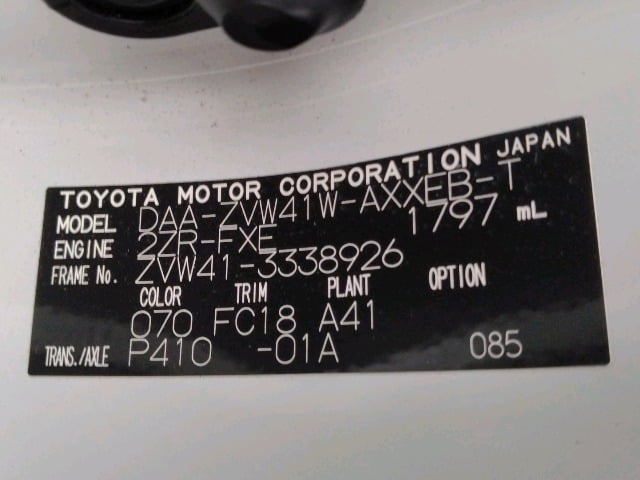 TOYOTA MOTOR CORPORATION JAPAN
MODEL DAA-ZVW41W-AXXEB-T
ENGINE 2ZR-FXE 1797 mL
FRAME No. ZVW41-3338926
COLOR TRIM PLANT OPTION
070 FC18 A41
TRANS./AXLE P410 -01A 085